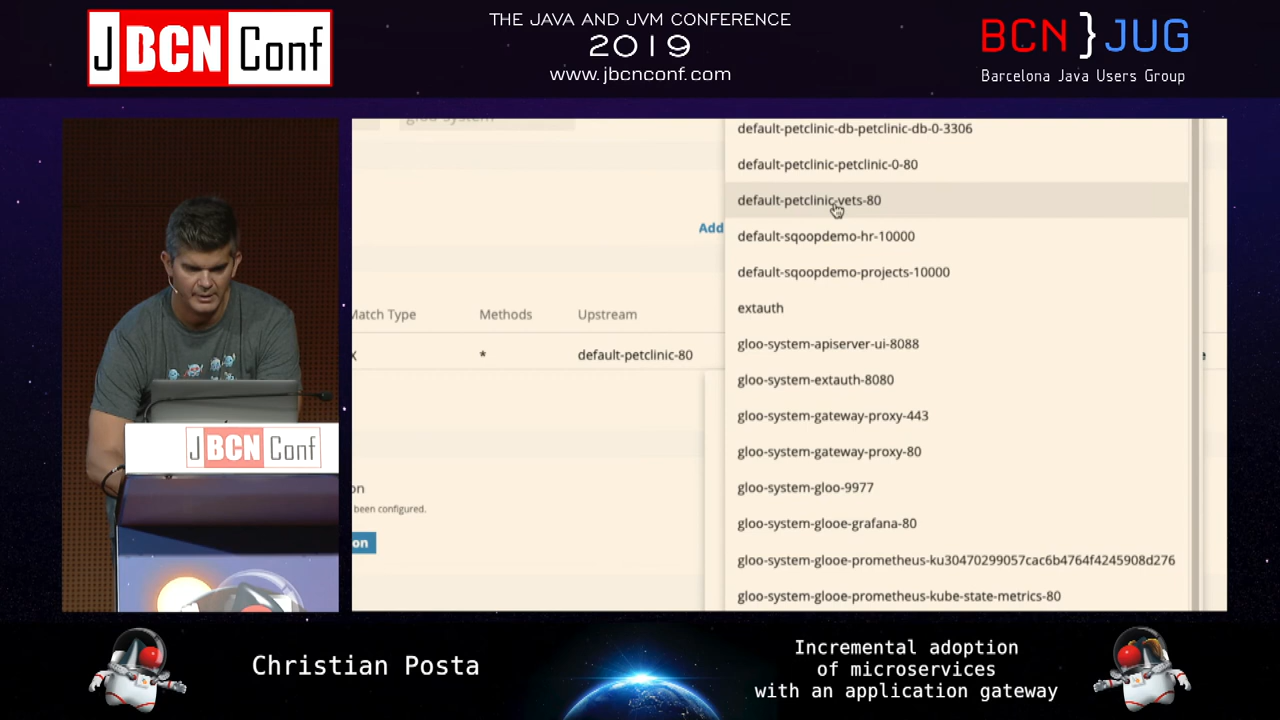 JBCNConf
THE JAVA AND JVM CONFERENCE
2019
www.jbcnconf.com
BCN}JUG
Barcelona Java Users Group
gloo-system
default-petclinic-db-petclinic-db-0-3306
default-petclinic-petclinic-0-80
default-petclinic-vets-80
Add
default-sqoopdemo-hr-10000
default-sqoopdemo-projects-10000
extauth
Match Type Methods Upstream
gloo-system-apiserver-ui-8088
X * default-petclinic-80
gloo-system-extauth-8080
gloo-system-gateway-proxy-443
gloo-system-gateway-proxy-80
gloo-system-gloo-9977
on
been configured.
gloo-system-glooe-grafana-80
on
gloo-system-glooe-prometheus-ku30470299057cac6b4764f4245908d276
gloo-system-glooe-prometheus-kube-state-metrics-80
JBCNConf
Christian Posta
Incremental adoption
of microservices
with an application gateway